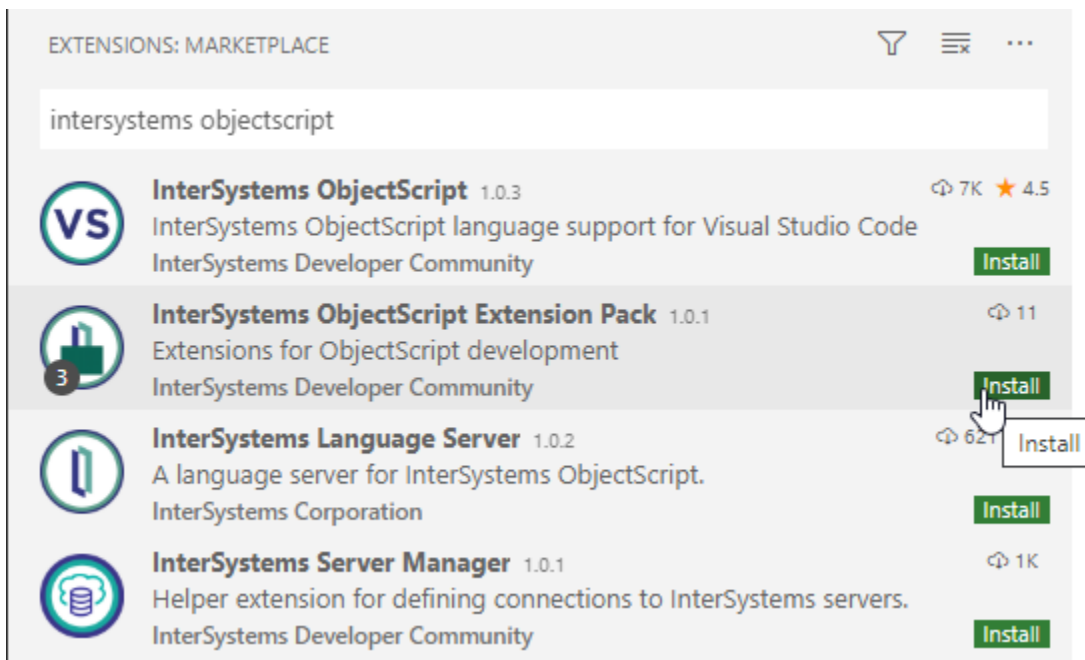 EXTENSIONS: MARKETPLACE
intersystems objectscript
InterSystems ObjectScript 1.0.3 7K 4.5
VS
InterSystems ObjectScript language support for Visual Studio Code
InterSystems Developer Community Install
InterSystems ObjectScript Extension Pack 1.0.1 11
Extensions for ObjectScript development
3
InterSystems Developer Community Install
InterSystems Language Server 1.0.2
Install
A language server for InterSystems ObjectScript.
InterSystems Corporation Install
InterSystems Server Manager 1.0.1 1K
Helper extension for defining connections to InterSystems servers.
InterSystems Developer Community Install